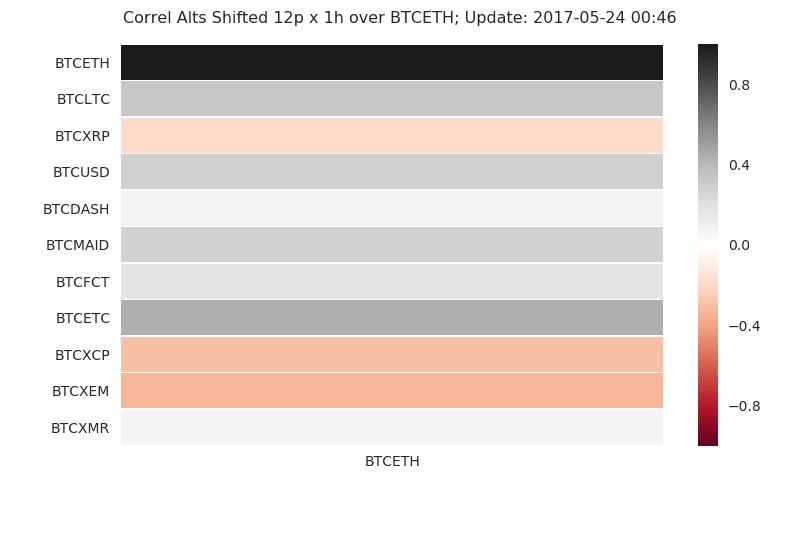 Correl Alts Shifted 12p x 1h over BTCETH; Update: 2017-05-24 00:46
BTCETH
BTCLTC
BTCXRP
BTCUSD
BTCDASH
BTCMAID
BTCFCT
BTCETC
BTCXCP
BTCXEM
BTCXMR
BTCETH
0.8
0.4
0.0
−0.4
−0.8